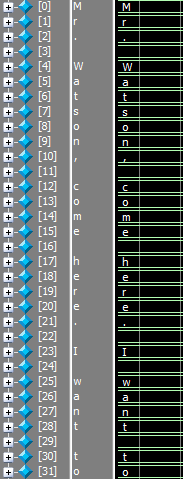 [0] M M
[1] r r
[2] . .
[3]
[4] W W
[5] a a
[6] t t
[7] s s
[8] o o
[9] n n
[10] , ,
[11]
[12] c c
[13] o o
[14] m m
[15] e e
[16]
[17] h h
[18] e e
[19] r r
[20] e e
[21] . .
[22]
[23] I I
[24]
[25] w w
[26] a a
[27] n n
[28] t t
[29]
[30] t t
[31] o o